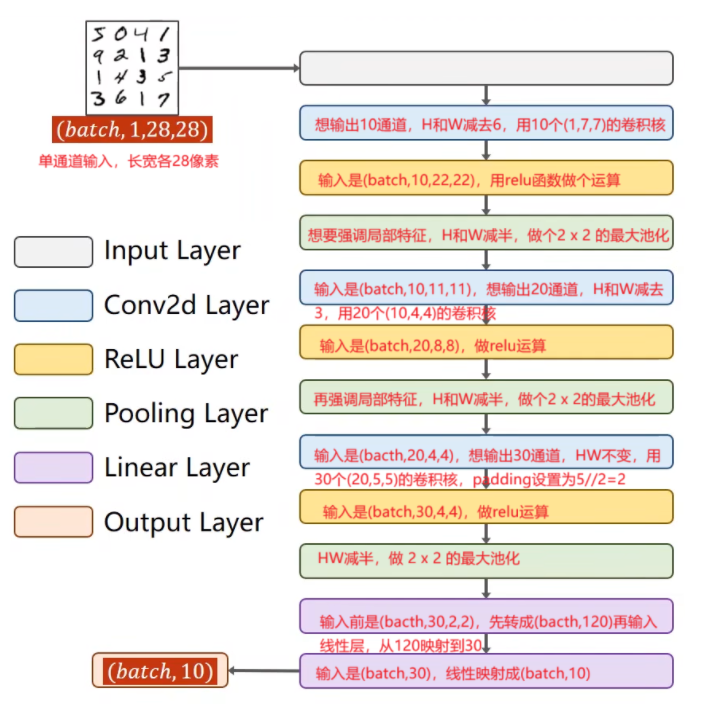 5 0 4 1
9 2 1 3
1 4 3 5
3 6 1 7
(batch, 1,28,28)
单通道输入，长宽各28像素
想输出10通道，H和W减去6，用10个(1,7,7)的卷积核
输入是(batch,10,22,22)，用relu函数做个运算
想要强调局部特征，H和W减半，做个2 x 2 的最大池化
输入是(batch,10,11,11)，想输出20通道，H和W减去
3，用20个(10,4,4)的卷积核
输入是(batch,20,8,8)，做relu运算
再强调局部特征，H和W减半，做个2 x 2的最大池化
输入是(bacth,20,4,4)，想输出30通道，HW不变，用
30个(20,5,5)的卷积核，padding设置为5//2=2
输入是(batch,30,4,4)，做relu运算
HW减半，做 2 x 2 的最大池化
输入前是(bacth,30,2,2)，先转成(bacth,120)再输入
线性层，从120映射到30
输入是(batch,30)，线性映射成(batch,10)
(batch, 10)
Input Layer
Conv2d Layer
ReLU Layer
Pooling Layer
Linear Layer
Output Layer